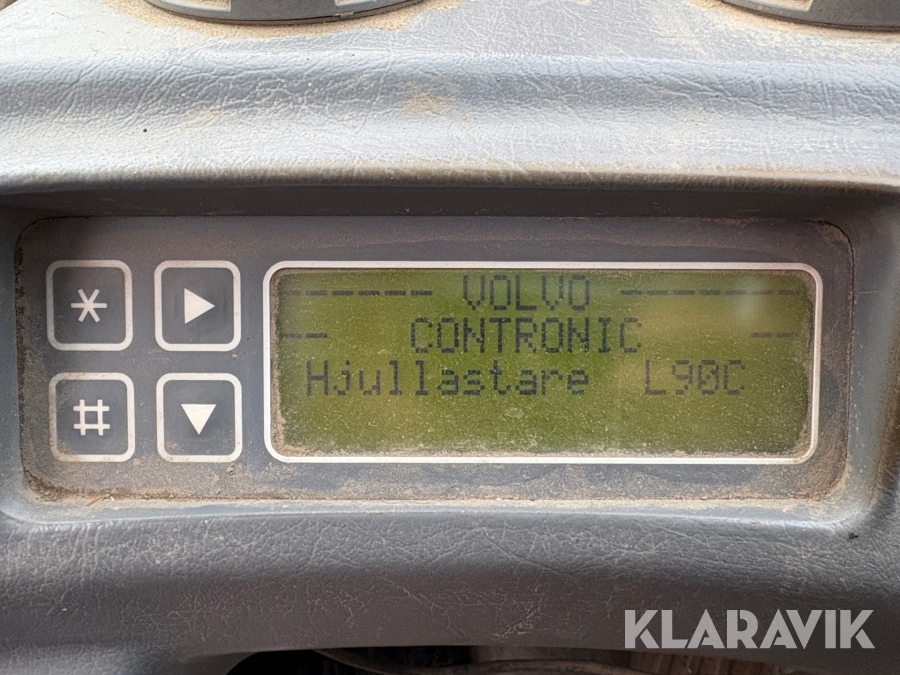 * 
------ VOLVO -------
-- CONTRONIC --
Hjullastare L90C
#
KLARAVIK